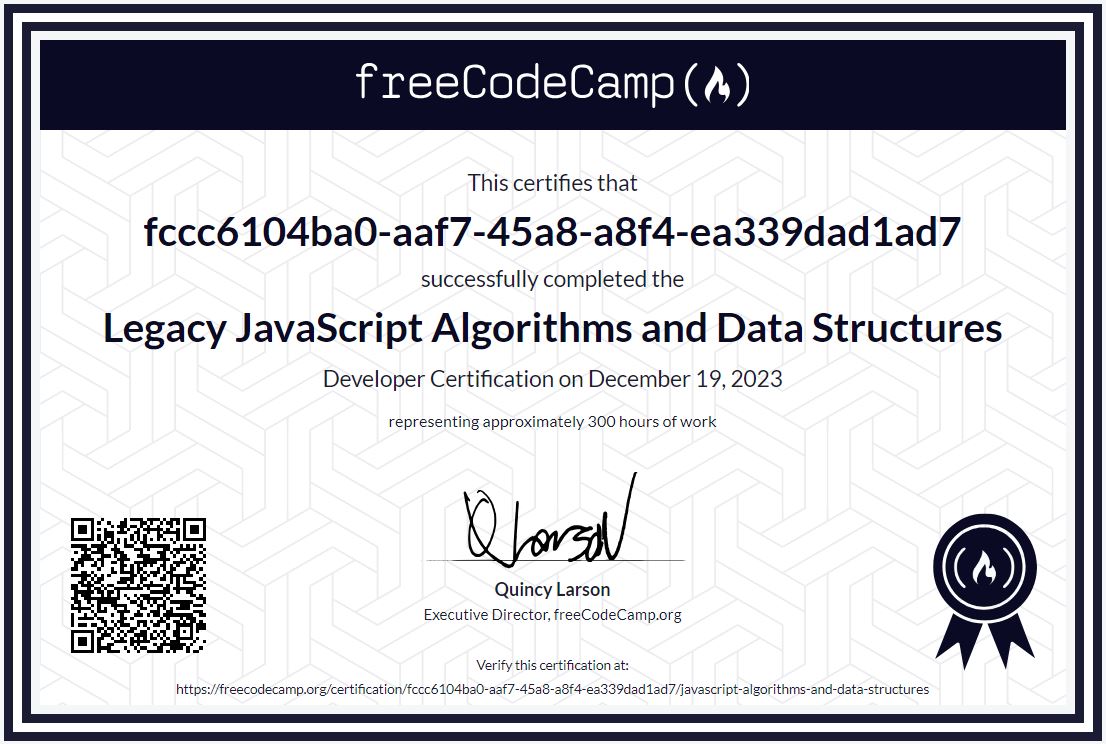 freeCodeCamp
This certifies that
fccc6104ba0-aaf7-45a8-a8f4-ea339dad1ad7
successfully completed the
Legacy JavaScript Algorithms and Data Structures
Developer Certification on December 19, 2023
representing approximately 300 hours of work
Q Larson
Quincy Larson
Executive Director, freeCodeCamp.org
Verify this certification at:
https://freecodecamp.org/certification/fccc6104ba0-aaf7-45a8-a8f4-ea339dad1ad7/javascript-algorithms-and-data-structures